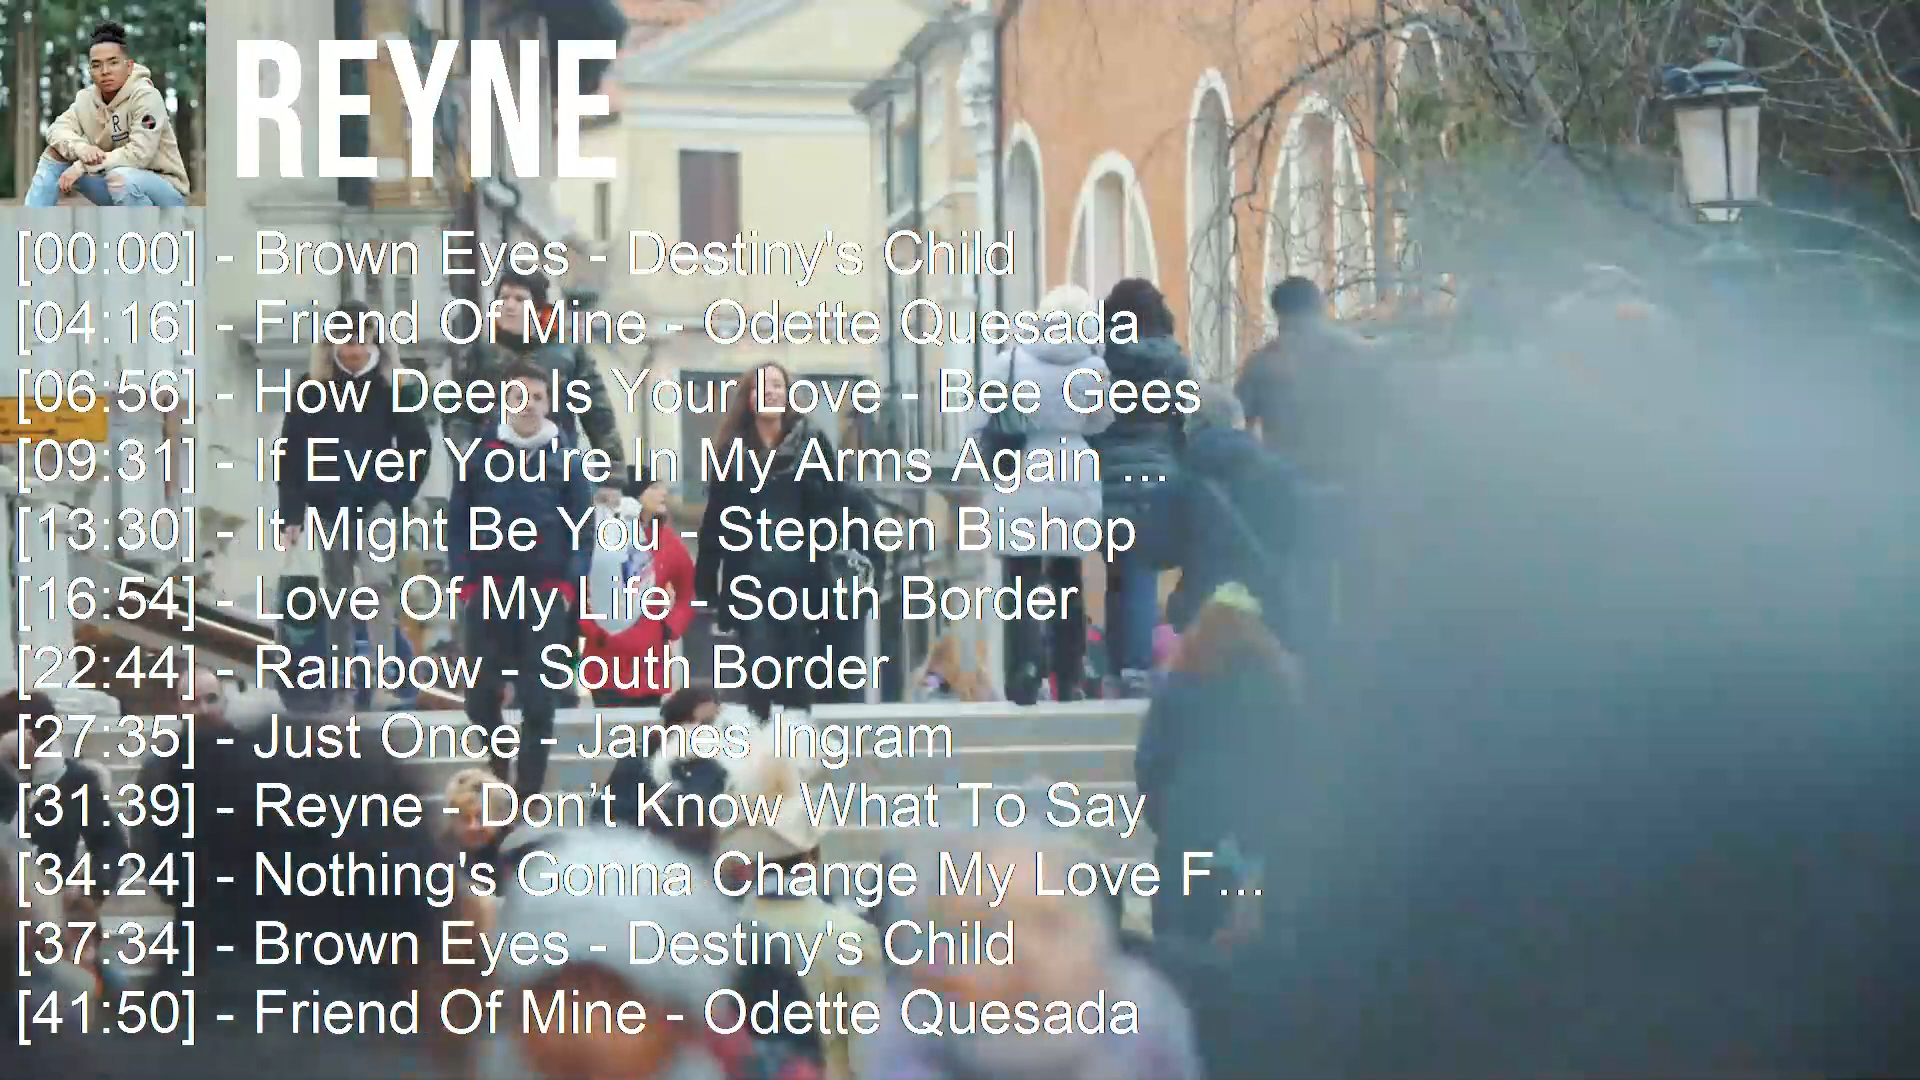 REYNE
[00:00] - Brown Eyes - Destiny's Child
[04:16] - Friend Of Mine - Odette Quesada
[06:56] - How Deep Is Your Love - Bee Gees
[09:31] - If Ever You're In My Arms Again ...
[13:30] - It Might Be You - Stephen Bishop
[16:54] - Love Of My Life - South Border
[22:44] - Rainbow - South Border
[27:35] - Just Once - James Ingram
[31:39] - Reyne - Don’t Know What To Say
[34:24] - Nothing's Gonna Change My Love F...
[37:34] - Brown Eyes - Destiny's Child
[41:50] - Friend Of Mine - Odette Quesada